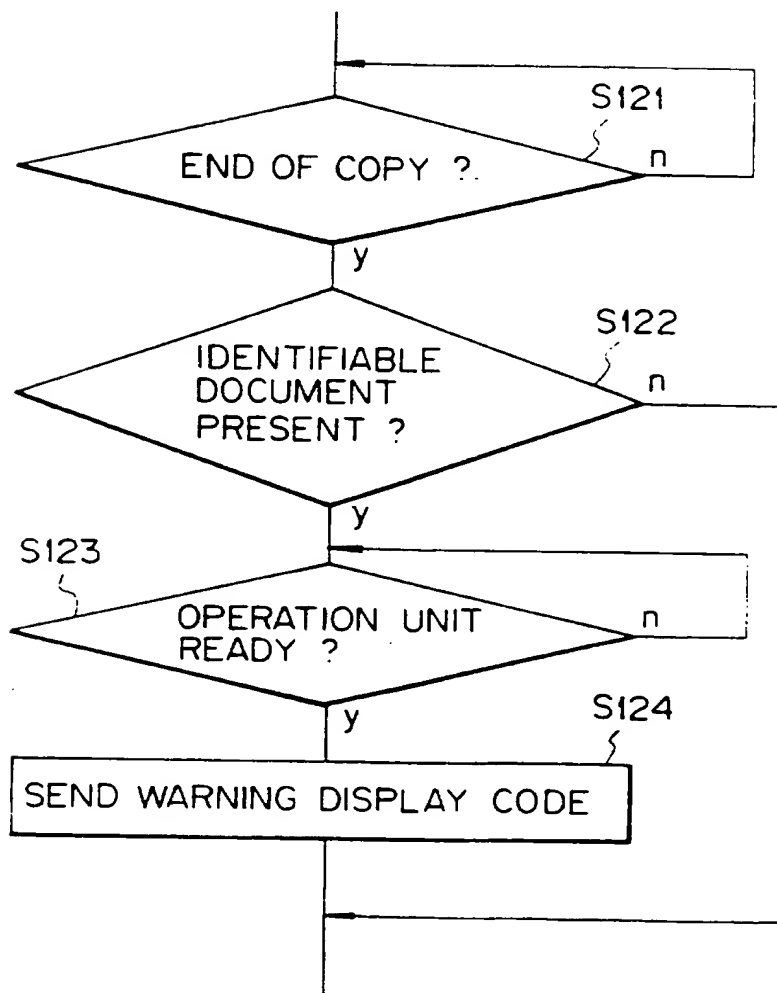 S121
END OF COPY ?
n
y
S122
IDENTIFIABLE
DOCUMENT
PRESENT ?
n
y
S123
OPERATION UNIT
READY ?
n
y
S124
SEND WARNING DISPLAY CODE